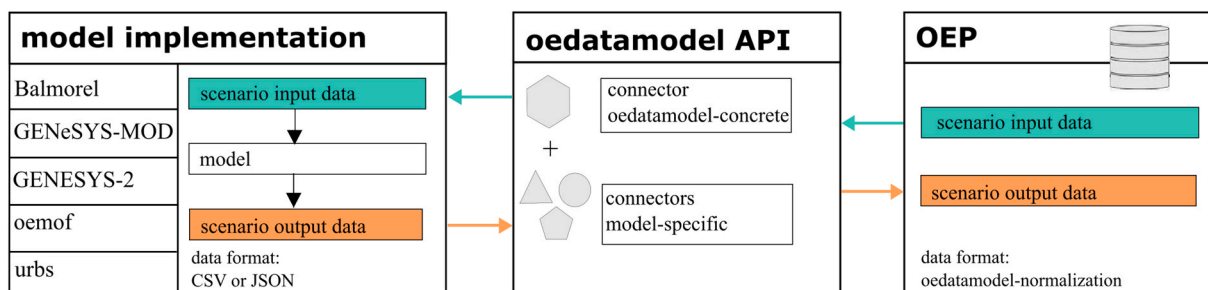 model implementation
Balmorel
GENeSYS-MOD
GENESYS-2
oemof
urbs
scenario input data
model
scenario output data
data format:
CSV or JSON
oedatamodel API
connector
oedatamodel-concrete
+
connectors
model-specific
OEP
scenario input data
scenario output data
data format:
oedatamodel-normalization